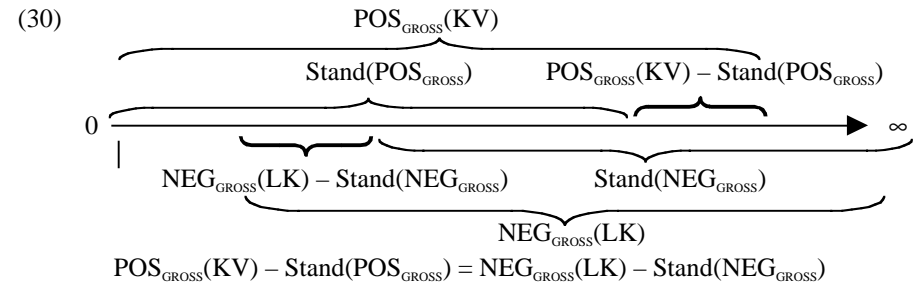 (30) POS_GROSS(KV)
Stand(POS_GROSS) POS_GROSS(KV) – Stand(POS_GROSS)
0 ∞
NEG_GROSS(LK) – Stand(NEG_GROSS) Stand(NEG_GROSS)
NEG_GROSS(LK)
POS_GROSS(KV) – Stand(POS_GROSS) = NEG_GROSS(LK) – Stand(NEG_GROSS)